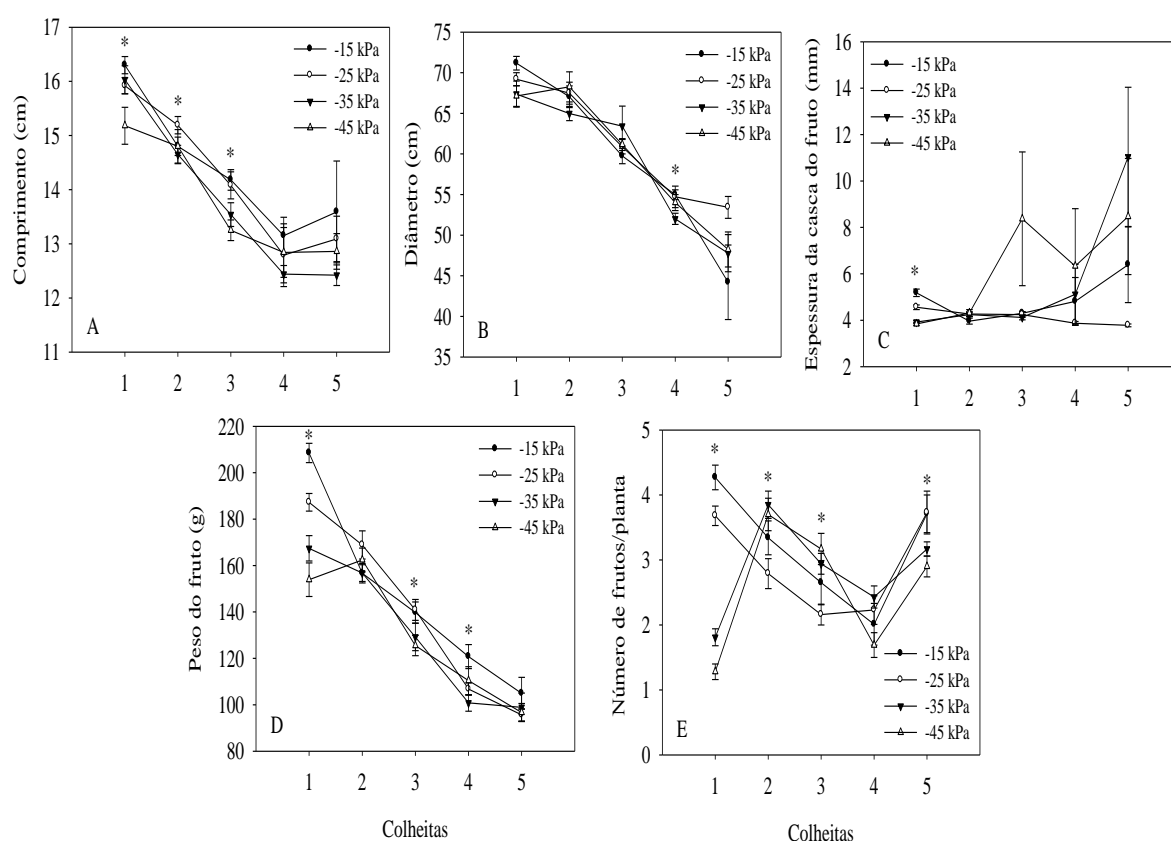 Comprimento (cm)
17
16
15
14
13
12
11
*
*
*
-15 kPa
-25 kPa
-35 kPa
-45 kPa
A
1 2 3 4 5
Diâmetro (cm)
75
70
65
60
55
50
45
40
35
*
-15 kPa
-25 kPa
-35 kPa
-45 kPa
B
1 2 3 4 5
Espessura da casca do fruto (mm)
16
14
12
10
8
6
4
2
*
-15 kPa
-25 kPa
-35 kPa
-45 kPa
C
1 2 3 4 5
Peso do fruto (g)
220
200
180
160
140
120
100
80
*
*
*
-15 kPa
-25 kPa
-35 kPa
-45 kPa
D
1 2 3 4 5
Colheitas
Número de frutos/planta
5
4
3
2
1
0
*
*
*
*
-15 kPa
-25 kPa
-35 kPa
-45 kPa
E
1 2 3 4 5
Colheitas